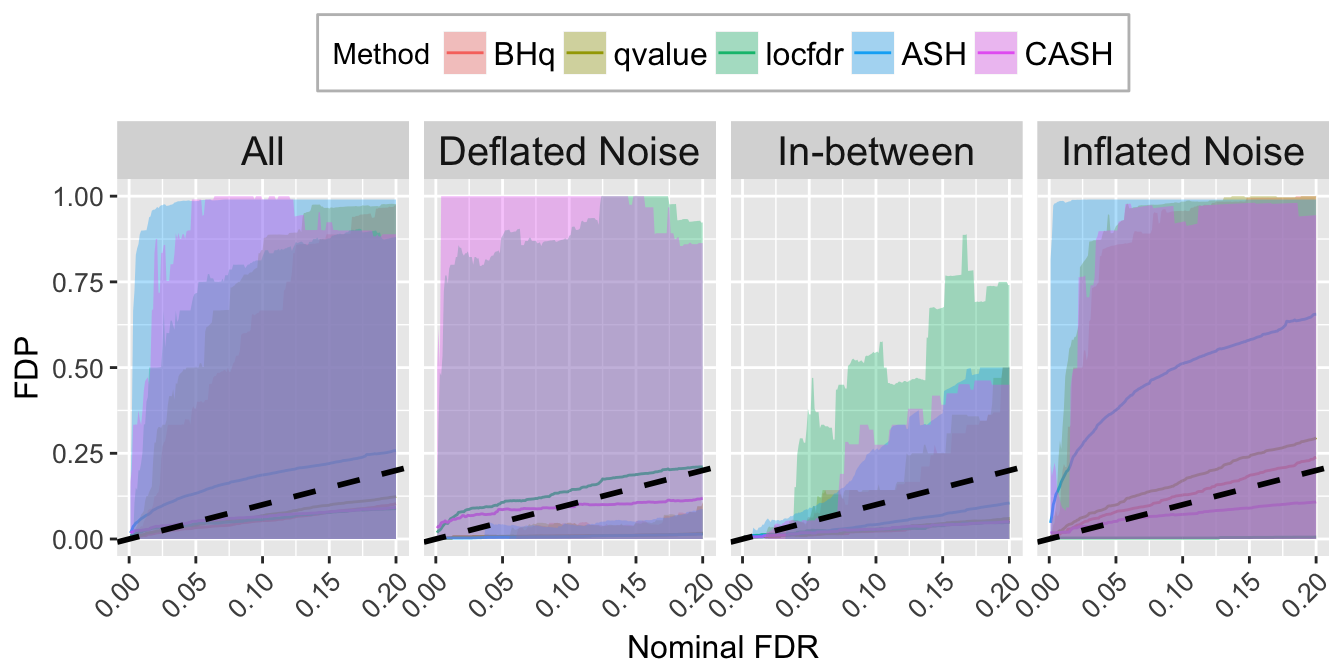 Method BHq qvalue locfdr ASH CASH
All Deflated Noise In-between Inflated Noise
FDP
1.00
0.75
0.50
0.25
0.00
0.00 0.05 0.10 0.15 0.20 0.00 0.05 0.10 0.15 0.20 0.00 0.05 0.10 0.15 0.20 0.00 0.05 0.10 0.15 0.20
Nominal FDR